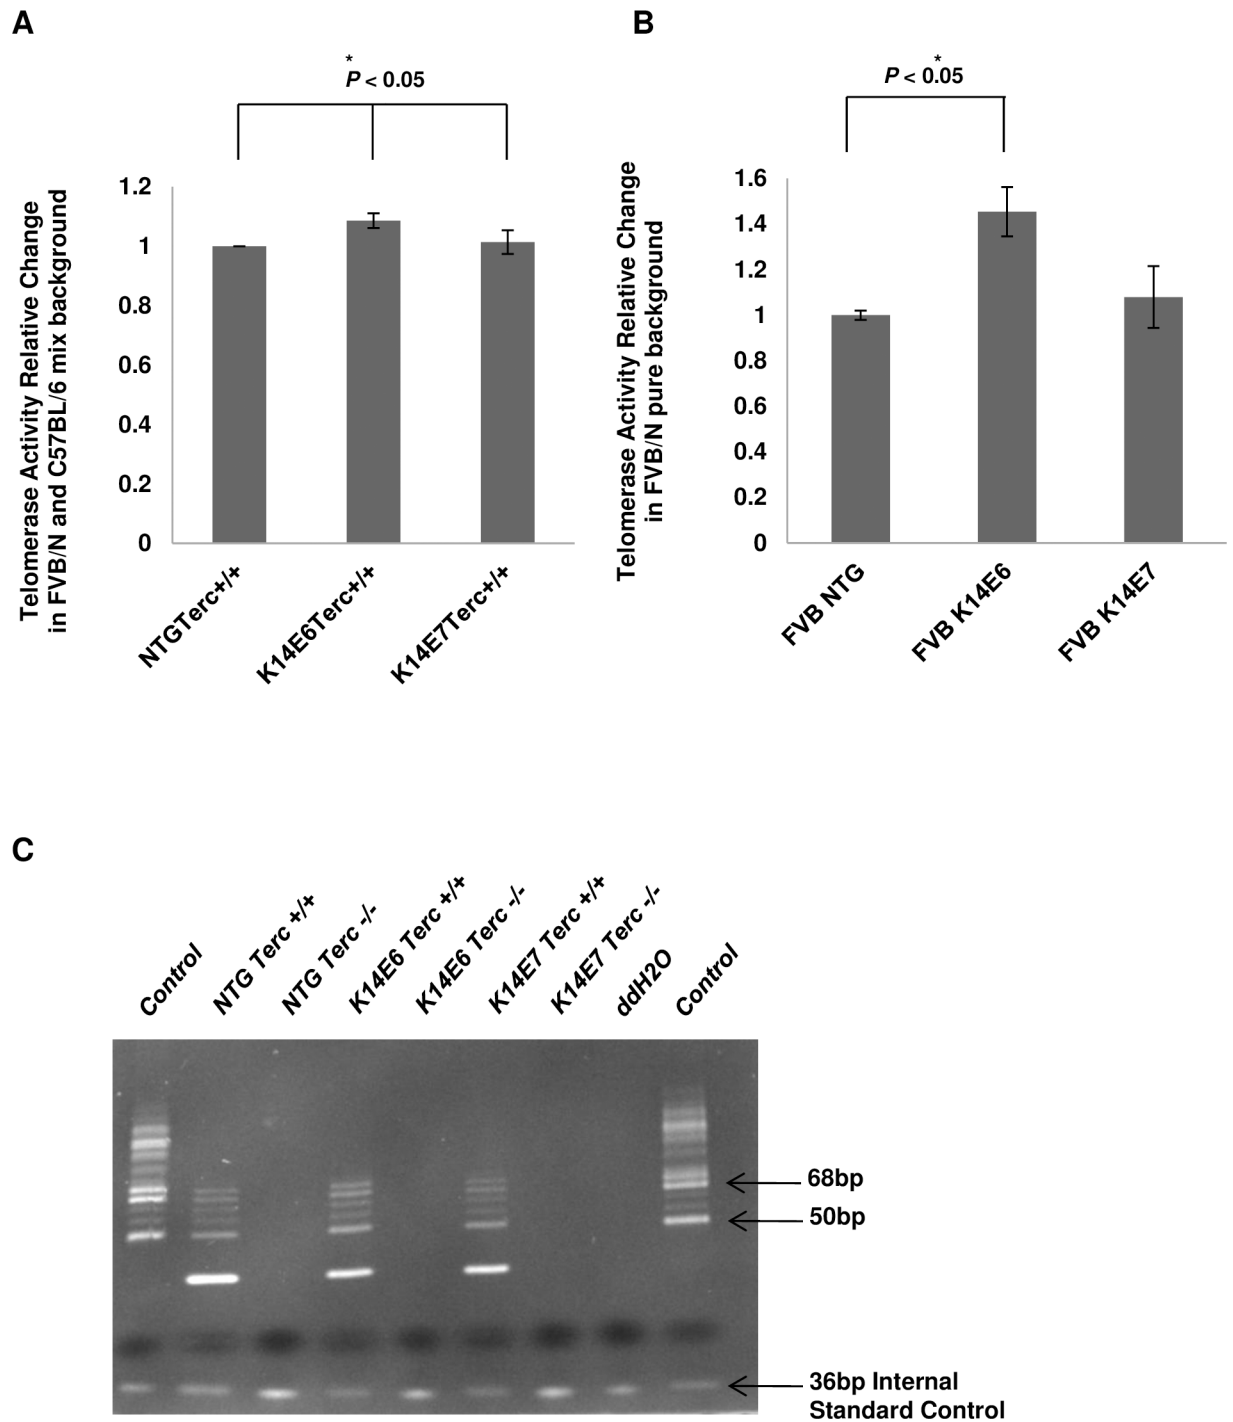 A
*
P < 0.05
Telomerase Activity Relative Change
in FVB/N and C57BL/6 mix background
1.2
1
0.8
0.6
0.4
0.2
0
NTGTerc+/+
K14E6Terc+/+
K14E7Terc+/+
B
*
P < 0.05
Telomerase Activity Relative Change
in FVB/N pure background
1.6
1.4
1.2
1
0.8
0.6
0.4
0.2
0
FVB NTG
FVB K14E6
FVB K14E7
C
Control
NTG Terc +/+
NTG Terc -/-
K14E6 Terc +/+
K14E6 Terc -/-
K14E7 Terc +/+
K14E7 Terc -/-
ddH2O
Control
68bp
50bp
36bp Internal
Standard Control